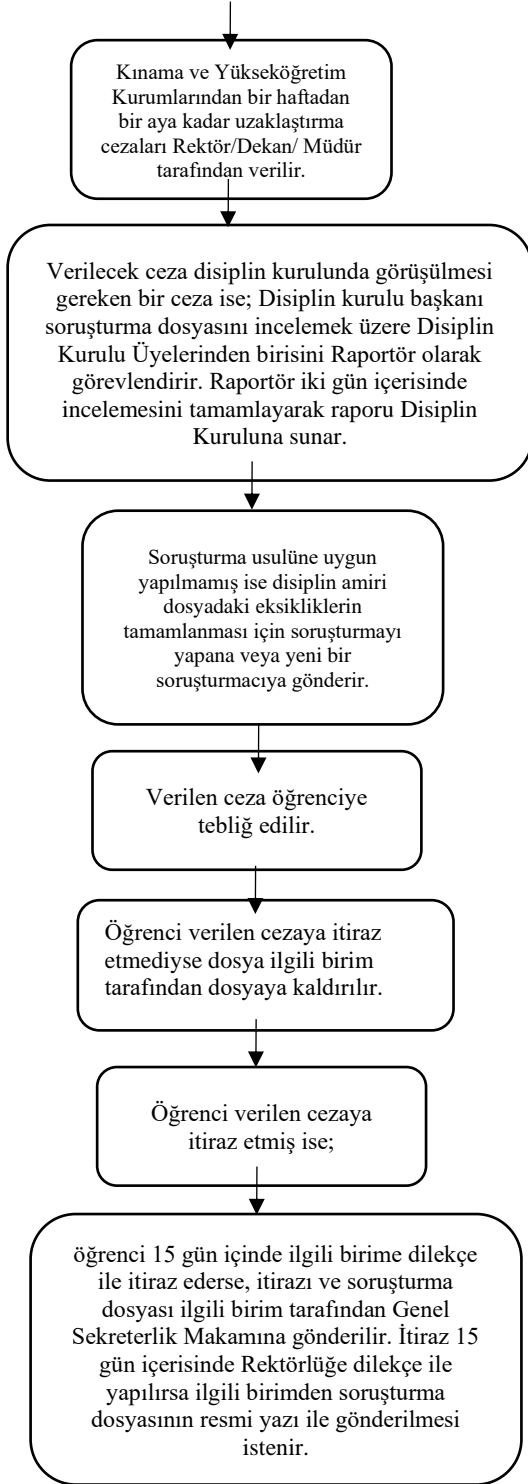 Kınama ve Yükseköğretim
Kurumlarından bir haftadan
bir aya kadar uzaklaştırma
cezaları Rektör/Dekan/ Müdür
tarafından verilir.
Verilecek ceza disiplin kurulunda görüşülmesi
gereken bir ceza ise; Disiplin kurulu başkanı
soruşturma dosyasını incelemek üzere Disiplin
Kurulu Üyelerinden birisini Raportör olarak
görevlendirir. Raportör iki gün içerisinde
incelemesini tamamlayarak raporu Disiplin
Kuruluna sunar.
Soruşturma usulüne uygun
yapılmamış ise disiplin amiri
dosyadaki eksikliklerin
tamamlanması için soruşturmayı
yapana veya yeni bir
soruşturmacıya gönderir.
Verilen ceza öğrenciye
tebliğ edilir.
Öğrenci verilen cezaya itiraz
etmediyse dosya ilgili birim
tarafından dosyaya kaldırılır.
Öğrenci verilen cezaya
itiraz etmiş ise;
öğrenci 15 gün içinde ilgili birime dilekçe
ile itiraz ederse, itirazı ve soruşturma
dosyası ilgili birim tarafından Genel
Sekreterlik Makamına gönderilir. İtiraz 15
gün içerisinde Rektörlüğe dilekçe ile
yapılırsa ilgili birimden soruşturma
dosyasının resmi yazı ile gönderilmesi
istenir.